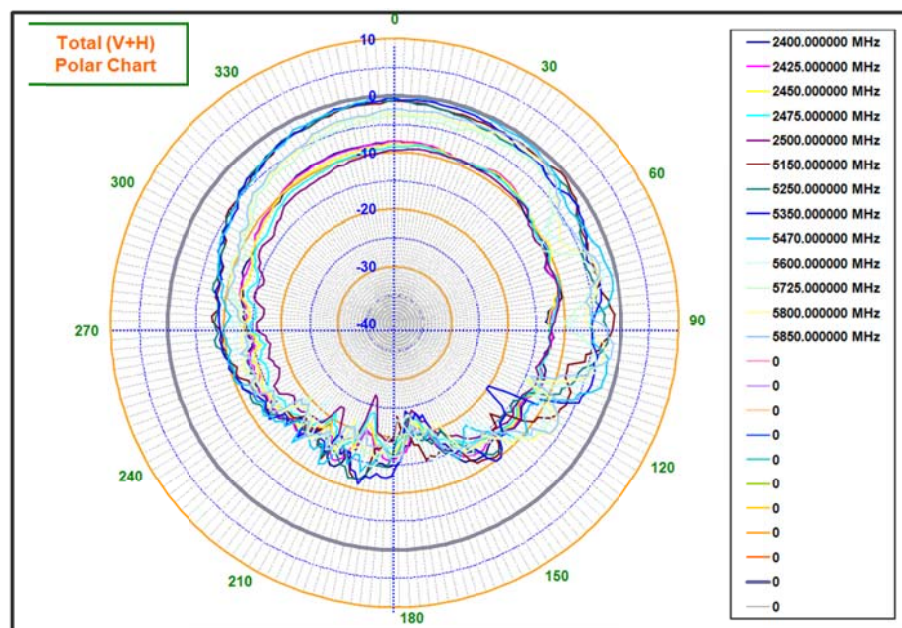 Total (V+H)
Polar Chart
0
30
60
90
120
150
180
210
240
270
300
330
10
0
-10
-20
-30
-40
2400.000000 MHz
2425.000000 MHz
2450.000000 MHz
2475.000000 MHz
2500.000000 MHz
5150.000000 MHz
5250.000000 MHz
5350.000000 MHz
5470.000000 MHz
5600.000000 MHz
5725.000000 MHz
5800.000000 MHz
5850.000000 MHz
0
0
0
0
0
0
0
0
0
0
0